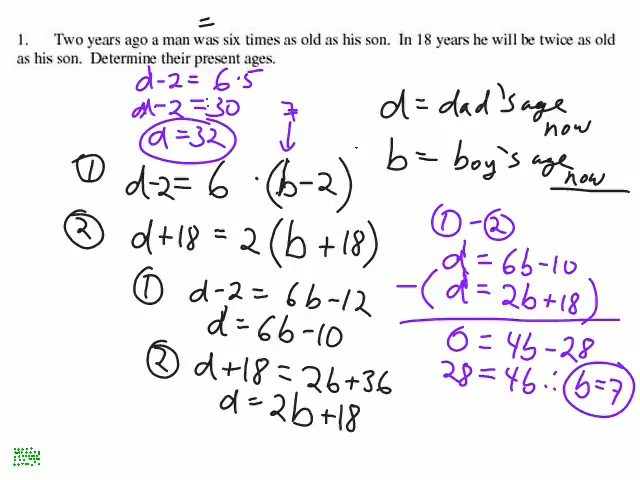 =
1. Two years ago a man was six times as old as his son. In 18 years he will be twice as old
as his son. Determine their present ages.
d-2 = 6·5
d-2 = 30
d = 32
7
↓
d = dad's age
now
b = boy's age
now
① d-2 = 6 · (b-2)
② d+18 = 2(b+18)
① d-2 = 6b-12
d = 6b-10
② d+18 = 2b+36
d = 2b+18
① - ②
d = 6b-10
-(d = 2b+18)
0 = 4b-28
28 = 4b ∴ b=7